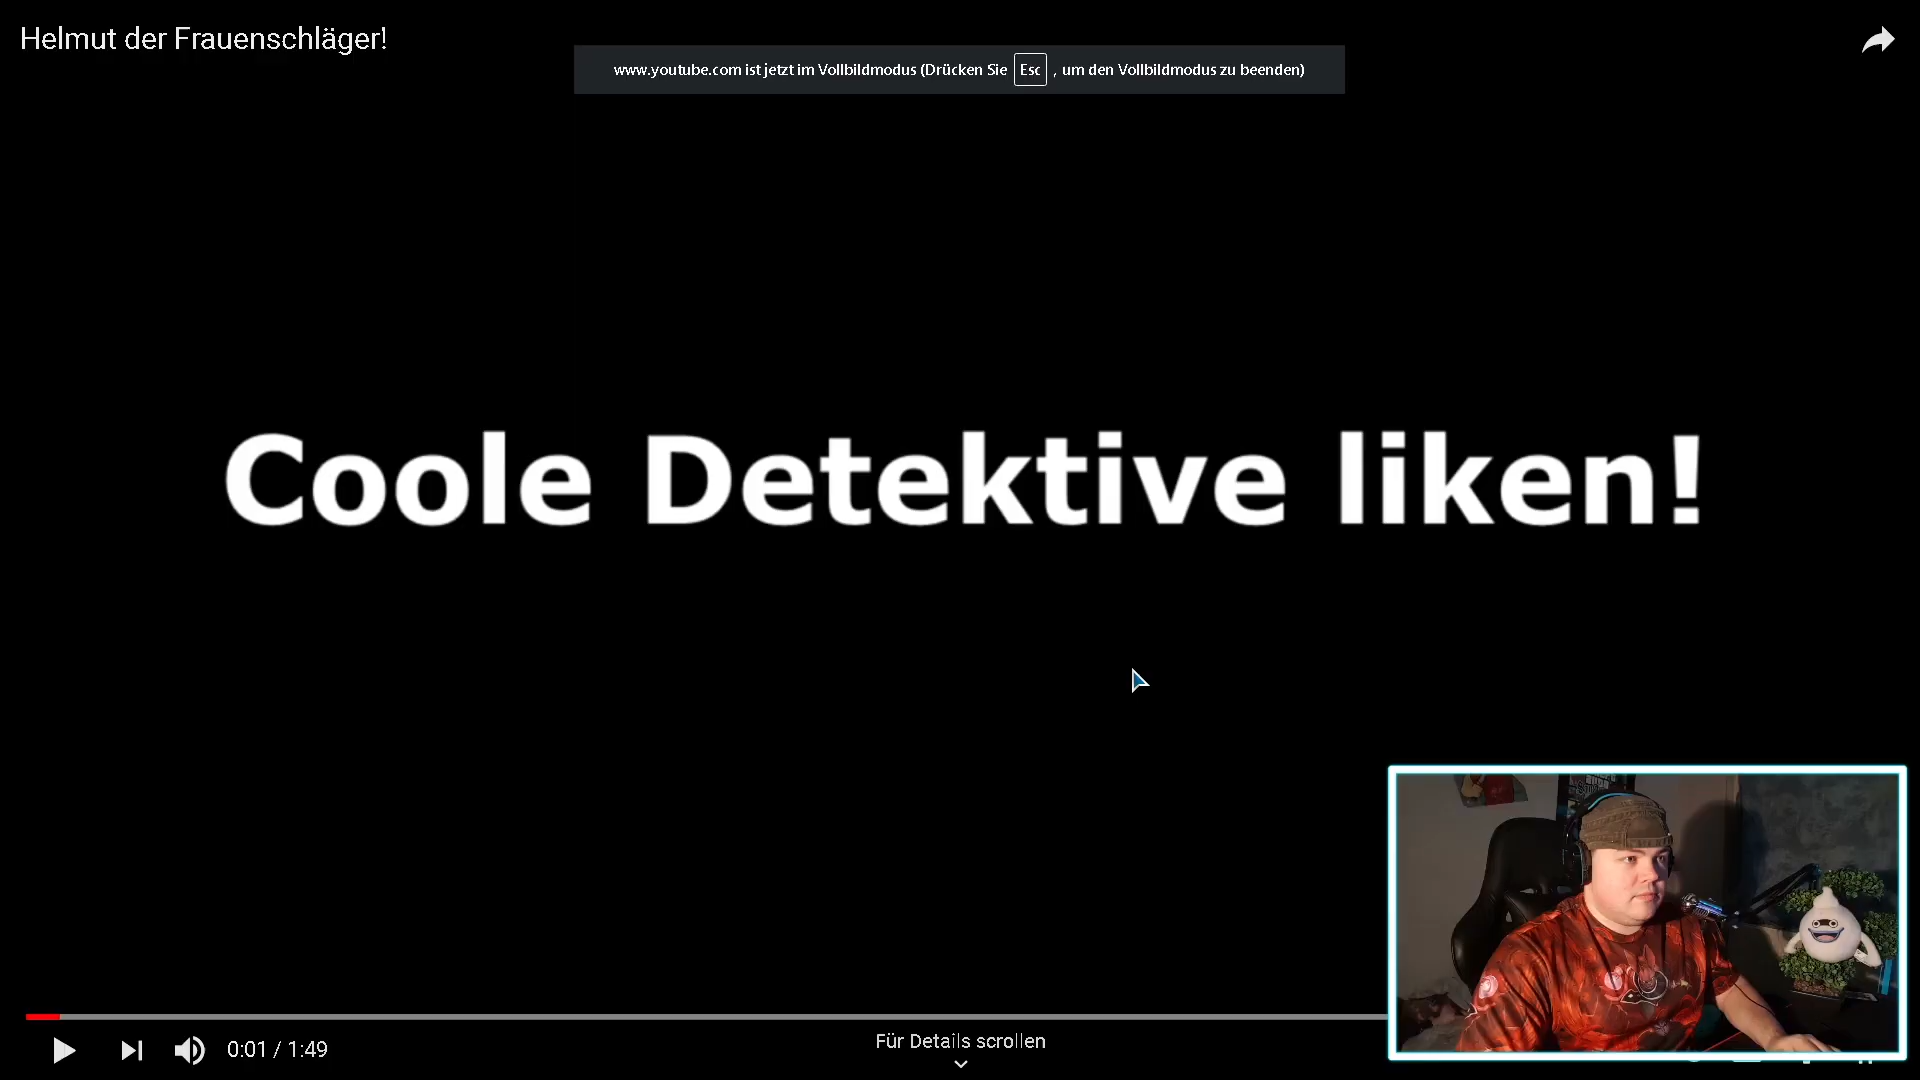 Helmut der Frauenschläger!
www.youtube.com ist jetzt im Vollbildmodus (Drücken Sie Esc , um den Vollbildmodus zu beenden)
Coole Detektive liken!
0:01 / 1:49
Für Details scrollen